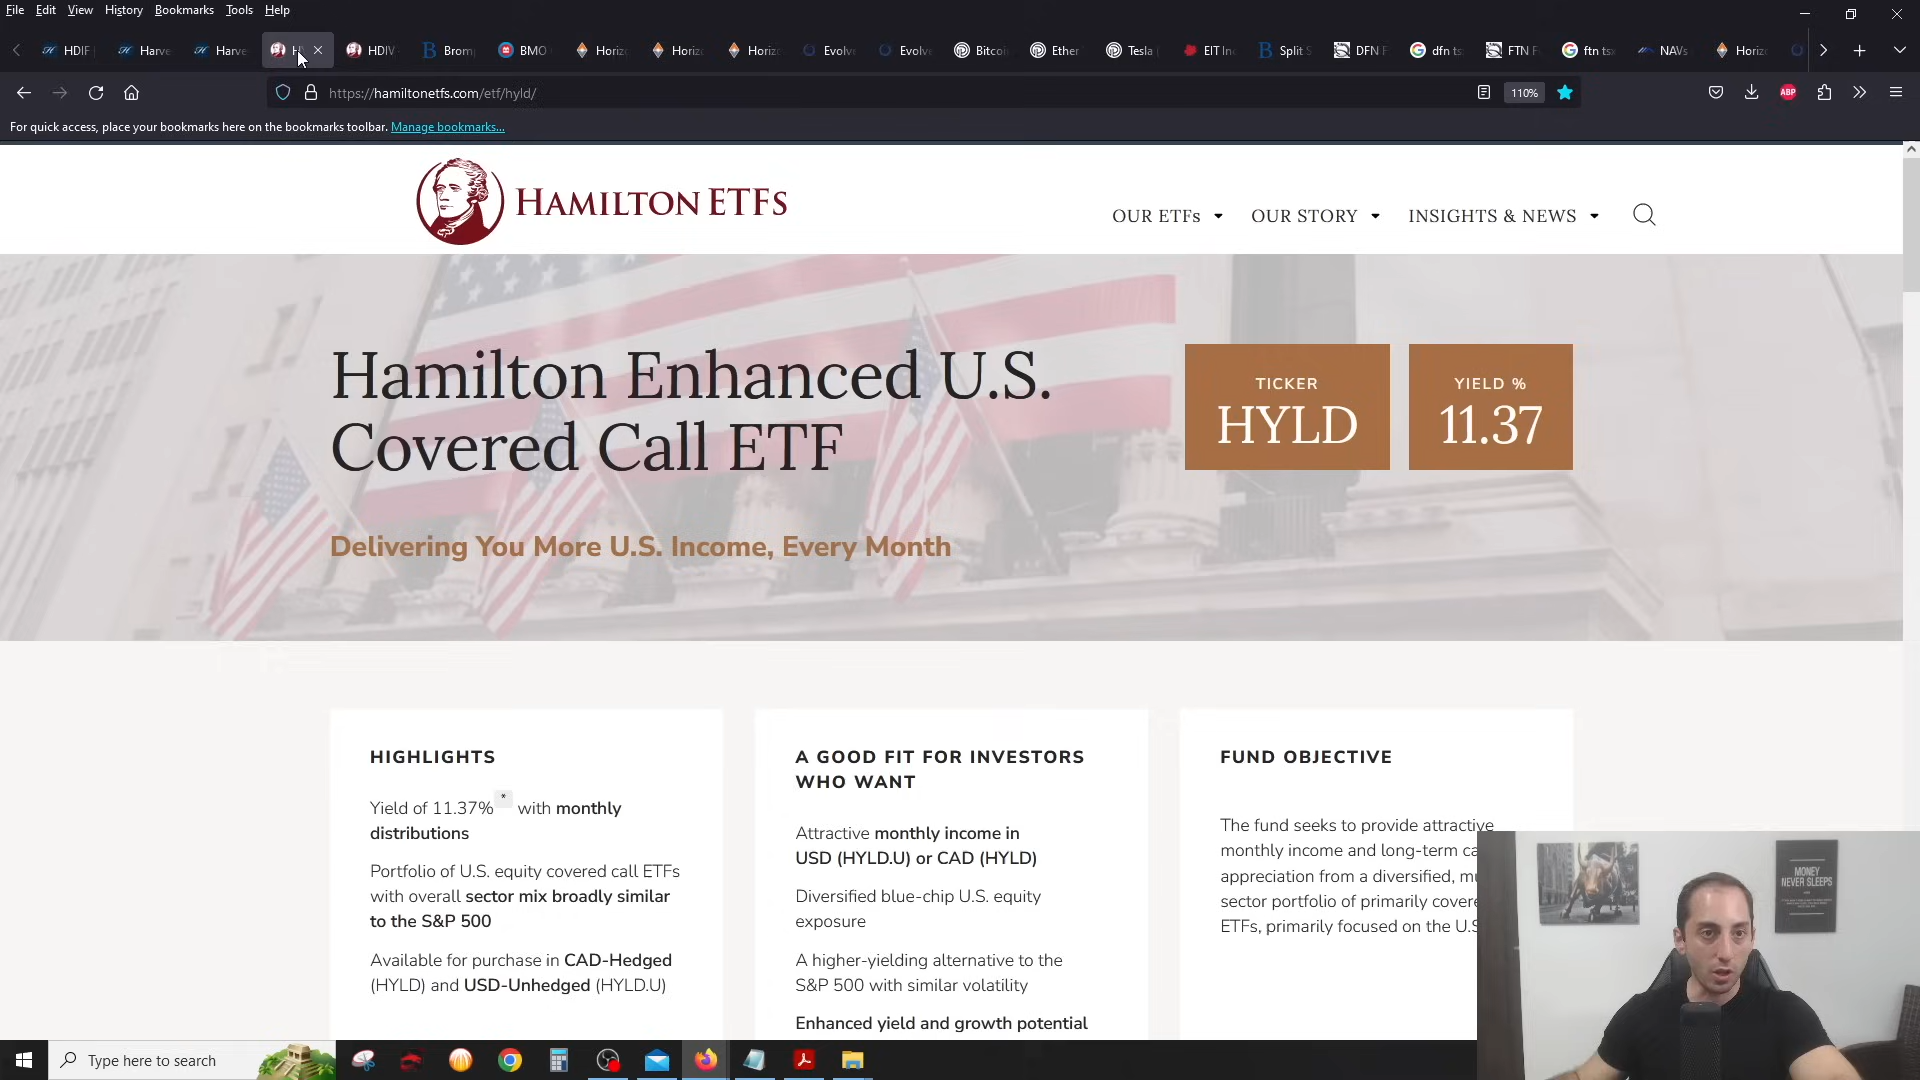 File Edit View History Bookmarks Tools Help
HDIF Harve Harve H HDIV Brom BMO Horiz Horiz Horiz Evolve Evolve Bitcoi Ether Tesla EIT In Split S DFN F dfn ts FTN F ftn tsx NAVs Horiz
https://hamiltonetfs.com/etf/hyld/
110%
ABP
For quick access, place your bookmarks here on the bookmarks toolbar. Manage bookmarks...
HAMILTON ETFs
OUR ETFs OUR STORY INSIGHTS & NEWS
Hamilton Enhanced U.S.
Covered Call ETF
TICKER
HYLD
YIELD %
11.37
Delivering You More U.S. Income, Every Month
HIGHLIGHTS
Yield of 11.37%* with monthly
distributions
Portfolio of U.S. equity covered call ETFs
with overall sector mix broadly similar
to the S&P 500
Available for purchase in CAD-Hedged
(HYLD) and USD-Unhedged (HYLD.U)
A GOOD FIT FOR INVESTORS
WHO WANT
Attractive monthly income in
USD (HYLD.U) or CAD (HYLD)
Diversified blue-chip U.S. equity
exposure
A higher-yielding alternative to the
S&P 500 with similar volatility
Enhanced yield and growth potential
FUND OBJECTIVE
The fund seeks to provide attractive
monthly income and long-term ca
appreciation from a diversified, mu
sector portfolio of primarily covere
ETFs, primarily focused on the U.S
MONEY
NEVER SLEEPS
Type here to search